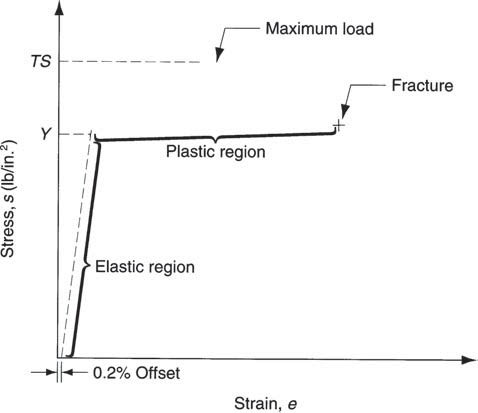 Maximum load
TS
Fracture
Y
Plastic region
Stress, s (lb/in.²)
Elastic region
0.2% Offset
Strain, e